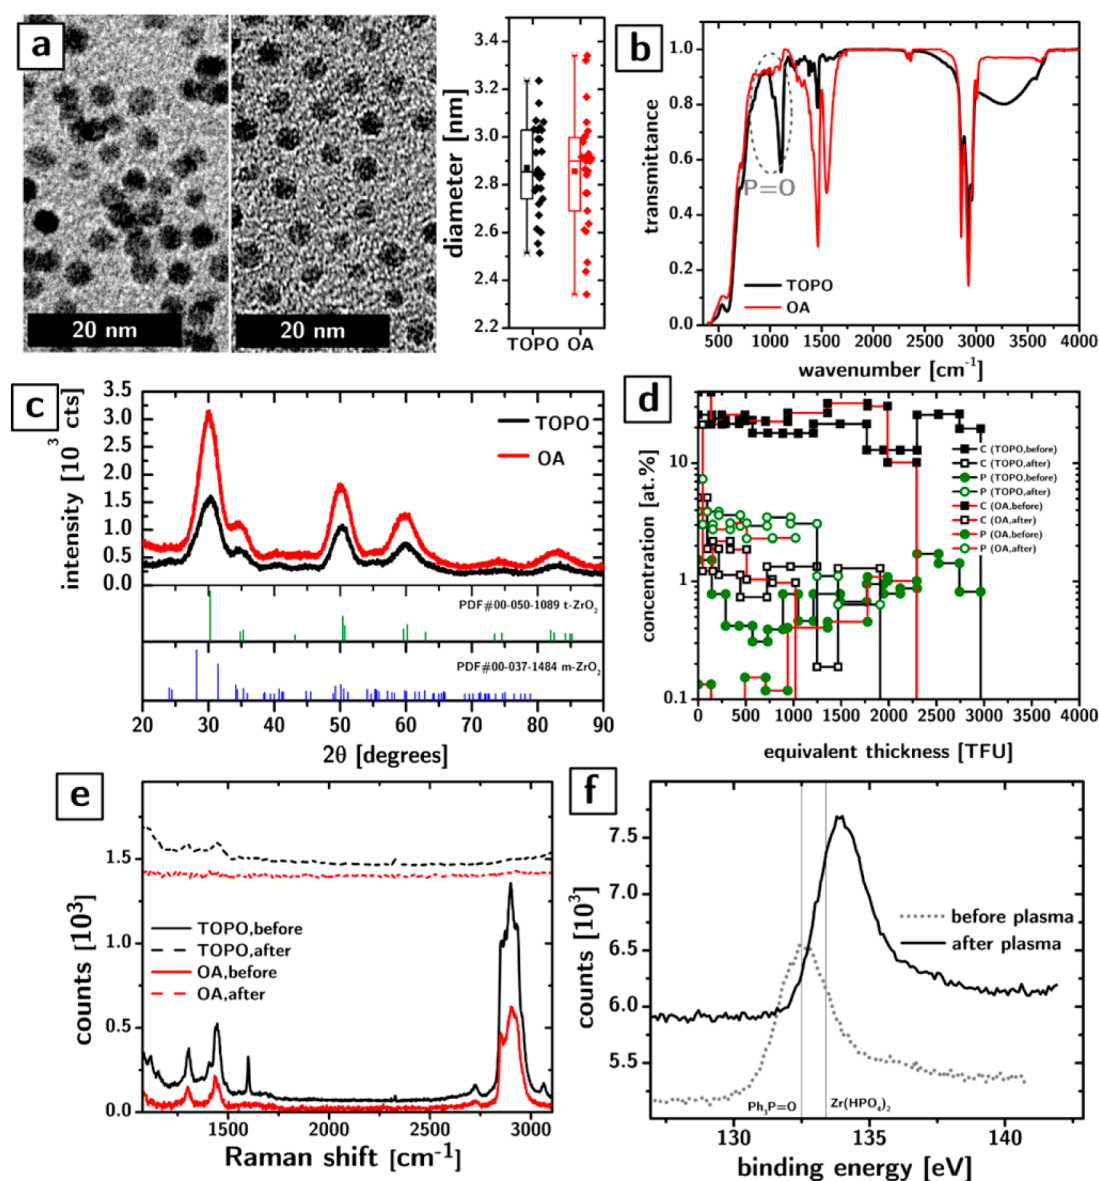 a
20 nm
20 nm
diameter [nm]
3.4
3.2
3.0
2.8
2.6
2.4
2.2
TOPO OA
b
transmittance
1.0
0.8
0.6
0.4
0.2
0.0
P=O
TOPO
OA
500 1000 1500 2000 2500 3000 3500 4000
wavenumber [cm-1]
c
intensity [10³ cts]
3.5
3.0
2.5
2.0
1.5
1.0
0.5
0.0
TOPO
OA
PDF#00-050-1089 t-ZrO₂
PDF#00-037-1484 m-ZrO₂
20 30 40 50 60 70 80 90
2θ [degrees]
d
concentration [at.%]
10
1
0.1
C (TOPO,before)
C (TOPO,after)
P (TOPO,before)
P (TOPO,after)
C (OA,before)
C (OA,after)
P (OA,before)
P (OA,after)
0 500 1000 1500 2000 2500 3000 3500 4000
equivalent thickness [TFU]
e
counts [10³]
1.5
1.0
0.5
0.0
TOPO,before
TOPO,after
OA,before
OA,after
1500 2000 2500 3000
Raman shift [cm-1]
f
counts [10³]
7.5
7.0
6.5
6.0
5.5
before plasma
after plasma
Ph₃P=O
Zr(HPO₄)₂
130 135 140
binding energy [eV]